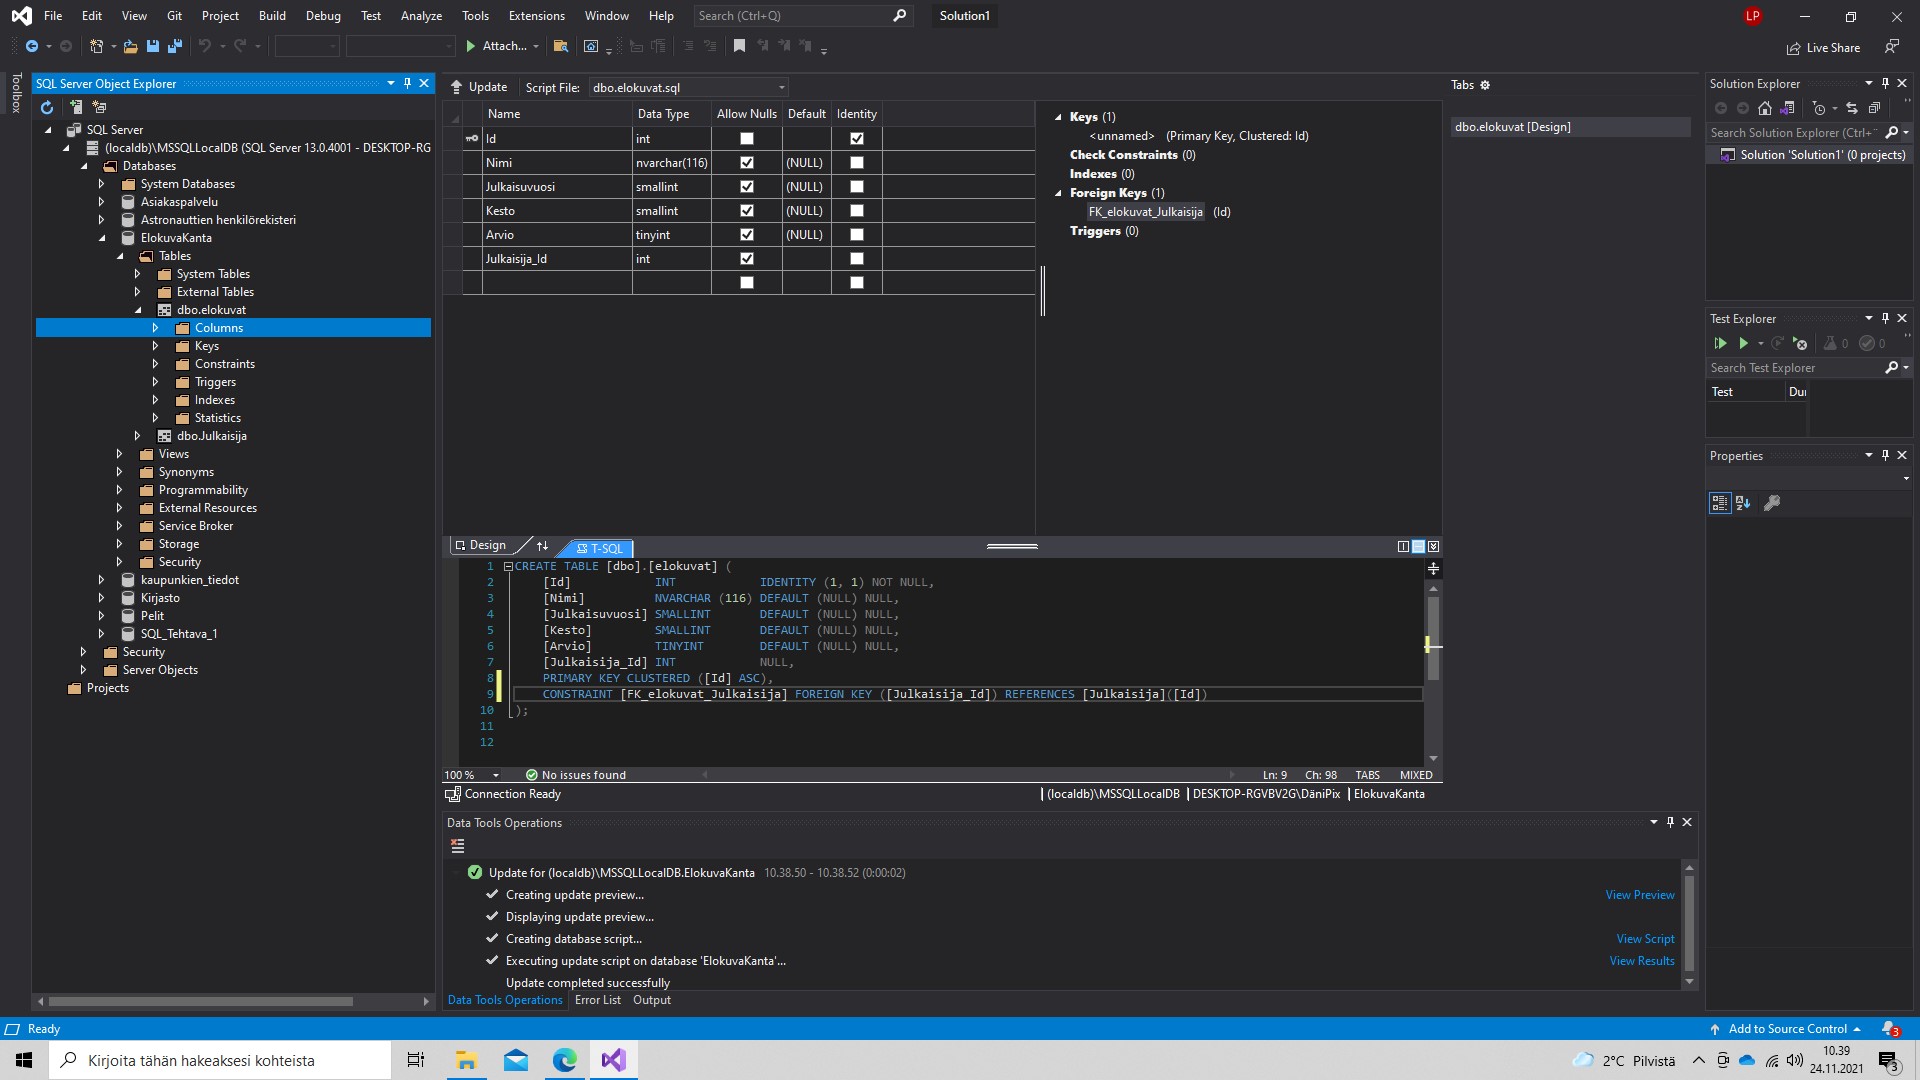 File Edit View Git Project Build Debug Test Analyze Tools Extensions Window Help Search (Ctrl+Q) Solution1 LP
Attach... Live Share
Toolbox
SQL Server Object Explorer
SQL Server
(localdb)\MSSQLLocalDB (SQL Server 13.0.4001 - DESKTOP-RG
Databases
System Databases
Asiakaspalvelu
Astronauttien henkilörekisteri
ElokuvaKanta
Tables
System Tables
External Tables
dbo.elokuvat
Columns
Keys
Constraints
Triggers
Indexes
Statistics
dbo.Julkaisija
Views
Synonyms
Programmability
External Resources
Service Broker
Storage
Security
kaupunkien_tiedot
Kirjasto
Pelit
SQL_Tehtava_1
Security
Server Objects
Projects
Update Script File: dbo.elokuvat.sql
Name Data Type Allow Nulls Default Identity
Id int
Nimi nvarchar(116) (NULL)
Julkaisuvuosi smallint (NULL)
Kesto smallint (NULL)
Arvio tinyint (NULL)
Julkaisija_Id int
Keys (1)
<unnamed> (Primary Key, Clustered: Id)
Check Constraints (0)
Indexes (0)
Foreign Keys (1)
FK_elokuvat_Julkaisija (Id)
Triggers (0)
Design T-SQL
1 CREATE TABLE [dbo].[elokuvat] (
2 [Id] INT IDENTITY (1, 1) NOT NULL,
3 [Nimi] NVARCHAR (116) DEFAULT (NULL) NULL,
4 [Julkaisuvuosi] SMALLINT DEFAULT (NULL) NULL,
5 [Kesto] SMALLINT DEFAULT (NULL) NULL,
6 [Arvio] TINYINT DEFAULT (NULL) NULL,
7 [Julkaisija_Id] INT NULL,
8 PRIMARY KEY CLUSTERED ([Id] ASC),
9 CONSTRAINT [FK_elokuvat_Julkaisija] FOREIGN KEY ([Julkaisija_Id]) REFERENCES [Julkaisija]([Id])
10 );
11
12
100 % No issues found Ln: 9 Ch: 98 TABS MIXED
Connection Ready (localdb)\MSSQLLocalDB DESKTOP-RGVBV2G\DäniPix ElokuvaKanta
Data Tools Operations
Update for (localdb)\MSSQLLocalDB.ElokuvaKanta 10.38.50 - 10.38.52 (0:00:02)
Creating update preview... View Preview
Displaying update preview...
Creating database script... View Script
Executing update script on database 'ElokuvaKanta'... View Results
Update completed successfully
Data Tools Operations Error List Output
Tabs
dbo.elokuvat [Design]
Solution Explorer
Search Solution Explorer (Ctrl+
Solution 'Solution1' (0 projects)
Test Explorer
0 0
Search Test Explorer
Test Du
Properties
Ready Add to Source Control 3
Kirjoita tähän hakeaksesi kohteista 2°C Pilvistä 10.39
24.11.2021 3